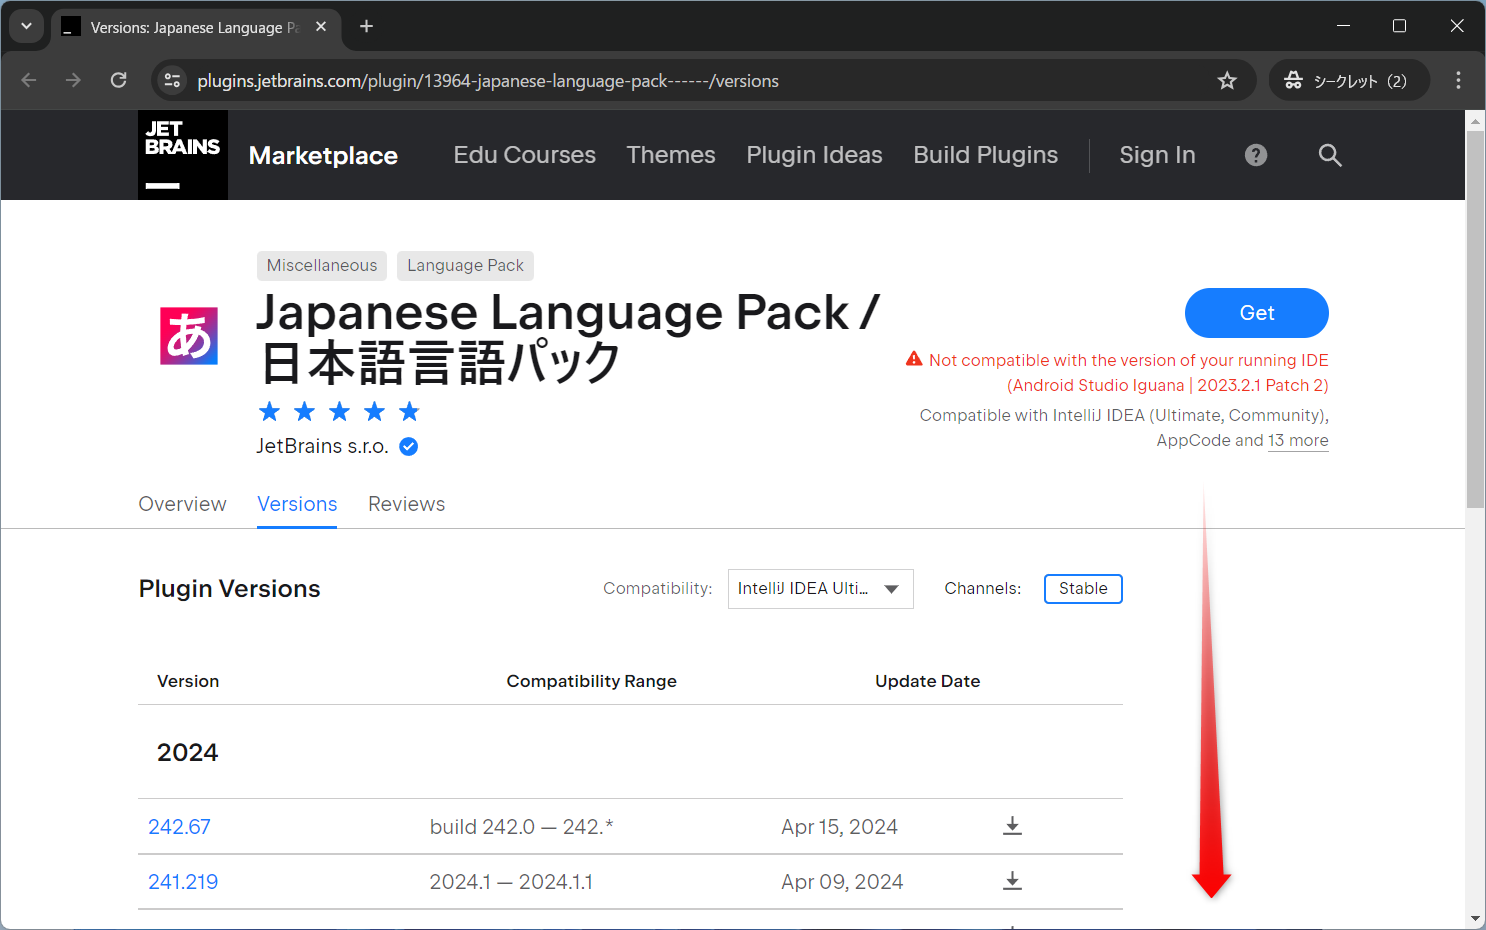 Versions: Japanese Language Pa
plugins.jetbrains.com/plugin/13964-japanese-language-pack------/versions
シークレット (2)
JET
BRAINS
Marketplace
Edu Courses
Themes
Plugin Ideas
Build Plugins
Sign In
?
Miscellaneous
Language Pack
あ
Japanese Language Pack /
日本語言語パック
JetBrains s.r.o.
Get
Not compatible with the version of your running IDE
(Android Studio Iguana | 2023.2.1 Patch 2)
Compatible with IntelliJ IDEA (Ultimate, Community),
AppCode and 13 more
Overview
Versions
Reviews
Plugin Versions
Compatibility:
IntelliJ IDEA Ulti...
Channels:
Stable
Version
Compatibility Range
Update Date
2024
242.67
build 242.0 — 242.*
Apr 15, 2024
241.219
2024.1 — 2024.1.1
Apr 09, 2024